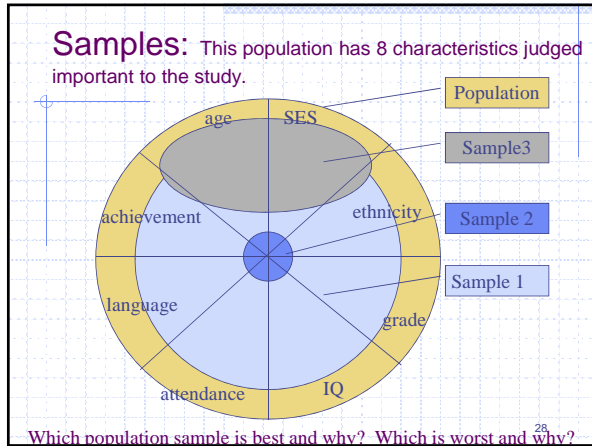 Samples: This population has 8 characteristics judged
important to the study.
Population
age
SES
Sample3
achievement
ethnicity
Sample 2
Sample 1
language
grade
attendance
IQ
Which population sample is best and why? Which is worst and why?
28